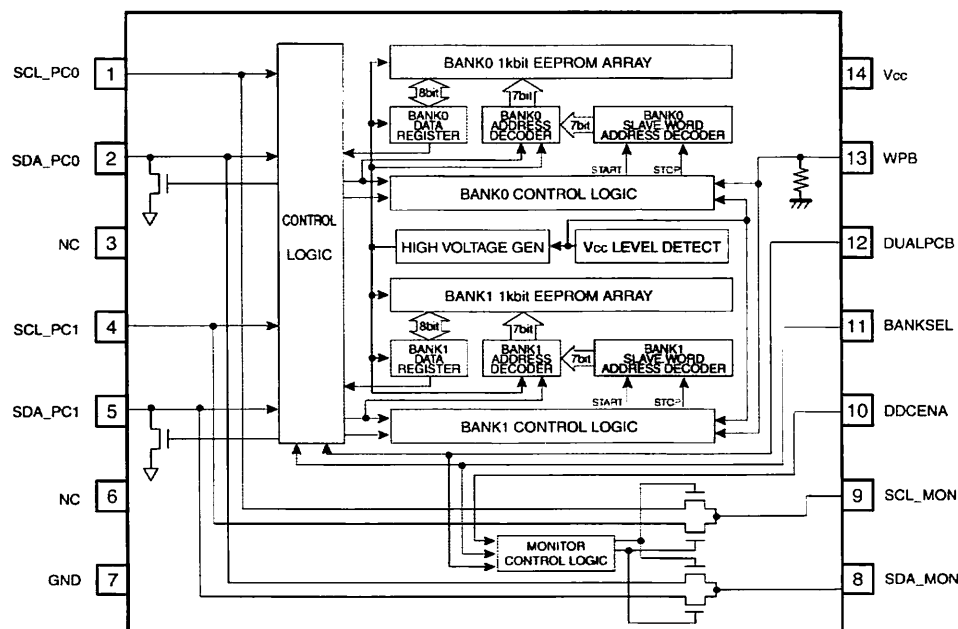 SCL_PC0
1
SDA_PC0
2
NC
3
SCL_PC1
4
SDA_PC1
5
NC
6
GND
7
CONTROL
LOGIC
BANK0 1kbit EEPROM ARRAY
8bit
7bit
BANK0
DATA
REGISTER
BANK0
ADDRESS
DECODER
7bit
BANK0
SLAVE WORD
ADDRESS DECODER
START
STOP
BANK0 CONTROL LOGIC
HIGH VOLTAGE GEN
Vcc LEVEL DETECT
BANK1 1kbit EEPROM ARRAY
8bit
7bit
BANK1
DATA
REGISTER
BANK1
ADDRESS
DECODER
7bit
BANK1
SLAVE WORD
ADDRESS DECODER
START
STOP
BANK1 CONTROL LOGIC
MONITOR
CONTROL LOGIC
14
Vcc
13
WPB
12
DUALPCB
11
BANKSEL
10
DDCENA
9
SCL_MON
8
SDA_MON